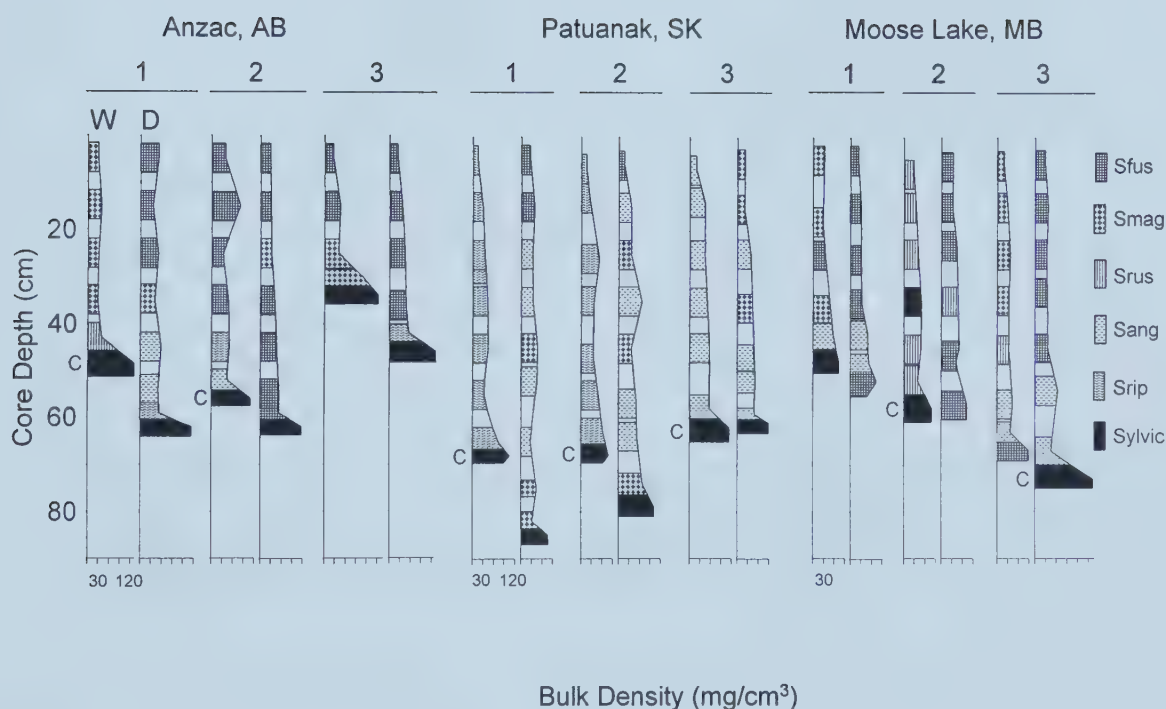 Anzac, AB Patuanak, SK Moose Lake, MB
1 2 3 1 2 3 1 2 3
W D
Core Depth (cm)
20
40
60
80
C C C C C C C
Sfus
Smag
Srus
Sang
Srip
Sylvic
30 120 30 120 30
Bulk Density (mg/cm³)